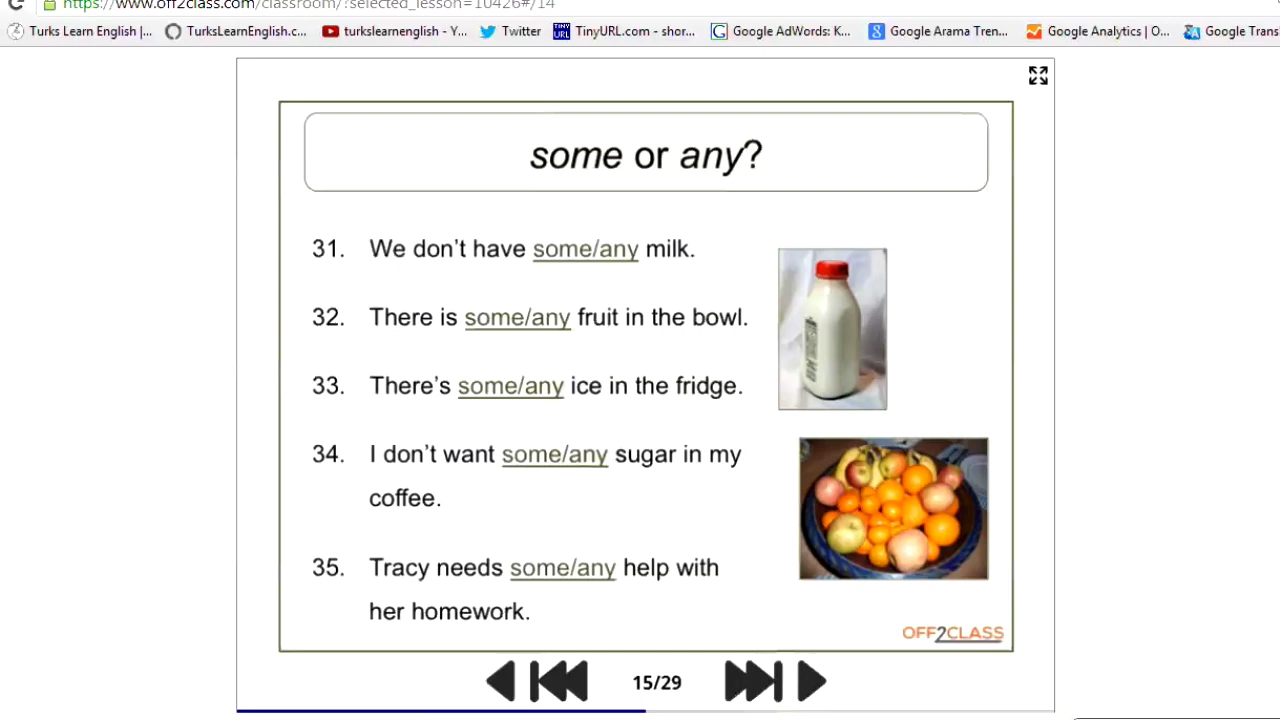 https://www.off2class.com/classroom/?selected_lesson=10426#/14
Turks Learn English |... TurksLearnEnglish.c... turkslearnenglish - Y... Twitter TINY URL TinyURL.com - shor... Google AdWords: K... Google Arama Tren... Google Analytics | O... Google Trans
some or any?
31. We don't have some/any milk.
32. There is some/any fruit in the bowl.
33. There's some/any ice in the fridge.
34. I don't want some/any sugar in my
coffee.
35. Tracy needs some/any help with
her homework.
OFF2CLASS
15/29